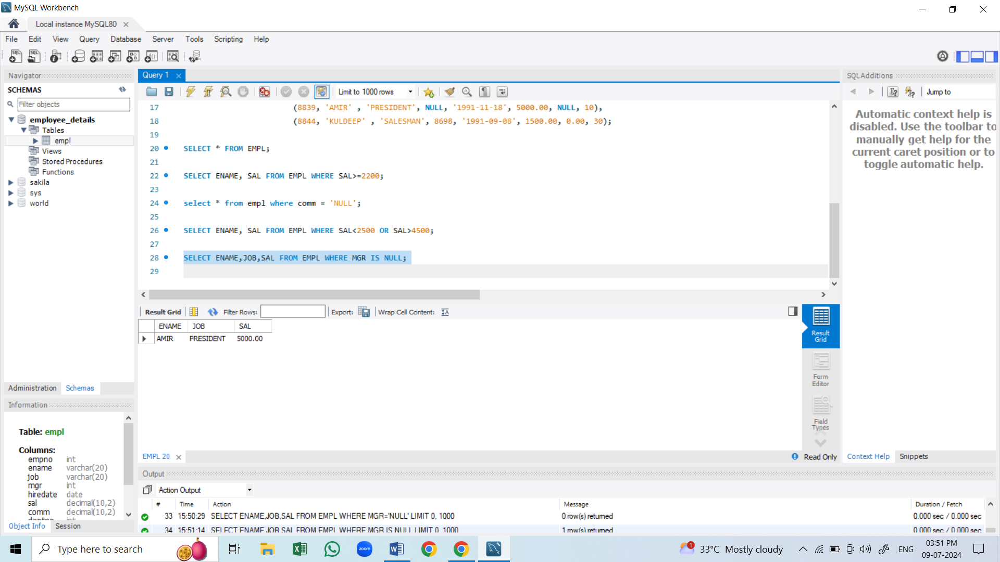 MySQL Workbench
Local instance MySQL80
File Edit View Query Database Server Tools Scripting Help
Navigator
SCHEMAS
Filter objects
employee_details
Tables
empl
Views
Stored Procedures
Functions
sakila
sys
world
Administration Schemas
Information
Table: empl
Columns:
empno int
ename varchar(20)
job varchar(20)
mgr int
hiredate date
sal decimal(10,2)
comm decimal(10,2)
deptno int
Object Info Session
Query 1
Limit to 1000 rows
17 (8839, 'AMIR' , 'PRESIDENT', NULL, '1991-11-18', 5000.00, NULL, 10),
18 (8844, 'KULDEEP' , 'SALESMAN', 8698, '1991-09-08', 1500.00, 0.00, 30);
19
20 SELECT * FROM EMPL;
21
22 SELECT ENAME, SAL FROM EMPL WHERE SAL>=2200;
23
24 select * from empl where comm = 'NULL';
25
26 SELECT ENAME, SAL FROM EMPL WHERE SAL<2500 OR SAL>4500;
27
28 SELECT ENAME,JOB,SAL FROM EMPL WHERE MGR IS NULL;
29
Result Grid Filter Rows: Export: Wrap Cell Content:
ENAME JOB SAL
AMIR PRESIDENT 5000.00
Result
Grid
Form
Editor
Field
Types
EMPL 20
Read Only
SQLAdditions
Jump to
Automatic context help is
disabled. Use the toolbar to
manually get help for the
current caret position or to
toggle automatic help.
Context Help Snippets
Output
Action Output
# Time Action Message Duration / Fetch
33 15:50:29 SELECT ENAME,JOB,SAL FROM EMPL WHERE MGR='NULL' LIMIT 0, 1000 0 row(s) returned 0.000 sec / 0.000 sec
34 15:51:14 SELECT ENAME,JOB,SAL FROM EMPL WHERE MGR IS NULL LIMIT 0, 1000 1 row(s) returned 0.000 sec / 0.000 sec
Type here to search
zoom
1
33°C Mostly cloudy
ENG
03:51 PM
09-07-2024